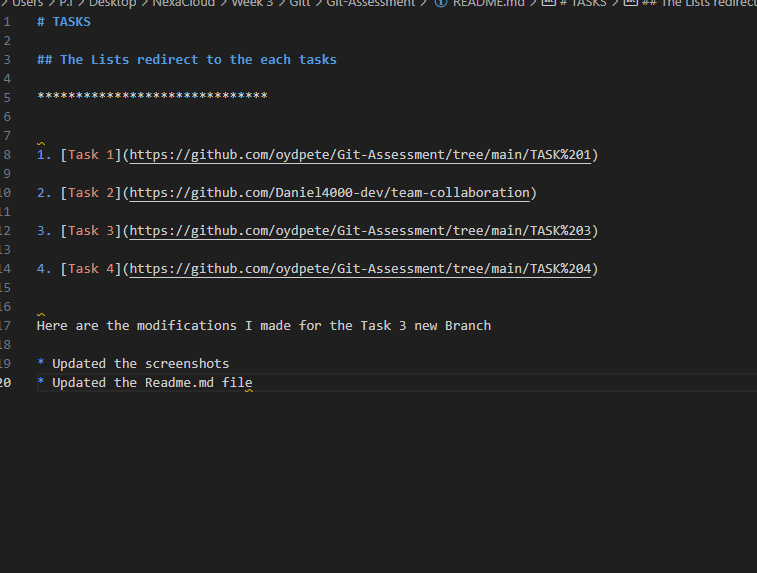 Users > P.I > Desktop > NexaCloud > Week 3 > Gitt > Git-Assessment > README.md > # TASKS > ## The Lists redirect
1 # TASKS
2
3 ## The Lists redirect to the each tasks
4
5 ******************************
6
7
8 1. [Task 1](https://github.com/oydpete/Git-Assessment/tree/main/TASK%201)
9
10 2. [Task 2](https://github.com/Daniel4000-dev/team-collaboration)
11
12 3. [Task 3](https://github.com/oydpete/Git-Assessment/tree/main/TASK%203)
13
14 4. [Task 4](https://github.com/oydpete/Git-Assessment/tree/main/TASK%204)
15
16
17 Here are the modifications I made for the Task 3 new Branch
18
19 * Updated the screenshots
20 * Updated the Readme.md file